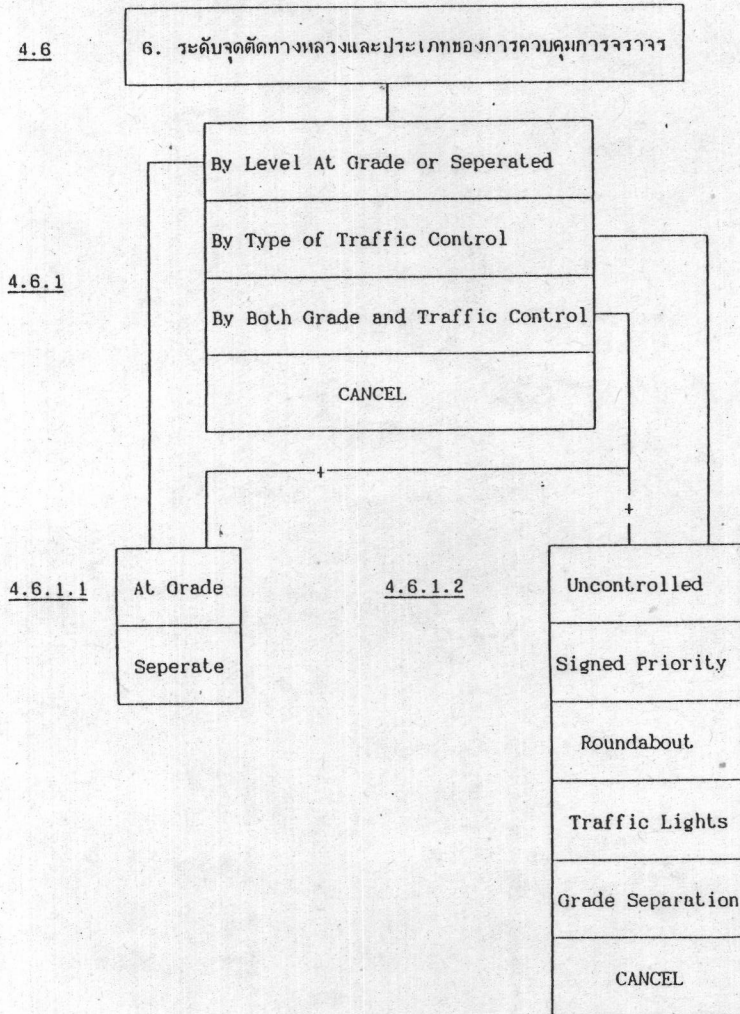 4.6
6. ระดับจุดตัดทางหลวงและประเภทของการควบคุมการจราจร
By Level At Grade or Seperated
By Type of Traffic Control
4.6.1
By Both Grade and Traffic Control
CANCEL
+
+
4.6.1.1
At Grade
Seperate
4.6.1.2
Uncontrolled
Signed Priority
Roundabout
Traffic Lights
Grade Separation
CANCEL